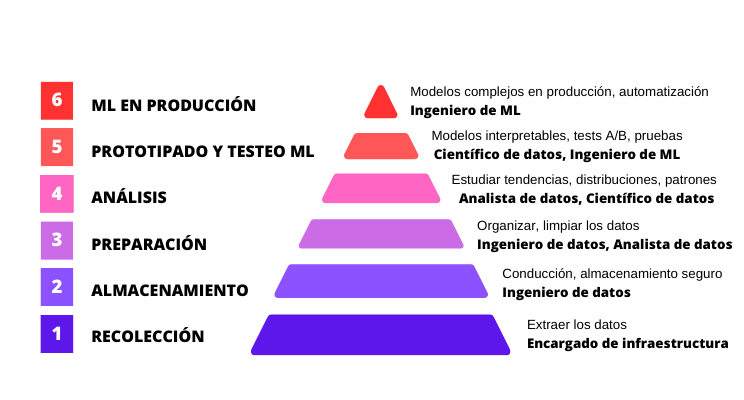 6
ML EN PRODUCCIÓN
Modelos complejos en producción, automatización
Ingeniero de ML
5
PROTOTIPADO Y TESTEO ML
Modelos interpretables, tests A/B, pruebas
Científico de datos, Ingeniero de ML
4
ANÁLISIS
Estudiar tendencias, distribuciones, patrones
Analista de datos, Científico de datos
3
PREPARACIÓN
Organizar, limpiar los datos
Ingeniero de datos, Analista de datos
2
ALMACENAMIENTO
Conducción, almacenamiento seguro
Ingeniero de datos
1
RECOLECCIÓN
Extraer los datos
Encargado de infraestructura